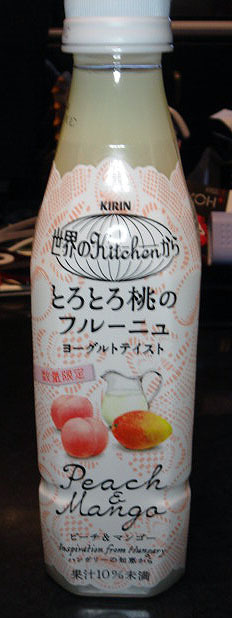 KIRIN
世界のKitchenから
とろとろ桃の
フルーニュ
ヨーグルトテイスト
数量限定
Peach
&
Mango
ピーチ&マンゴー
Inspiration from Hungary
ハンガリーの知恵から
果汁10%未満